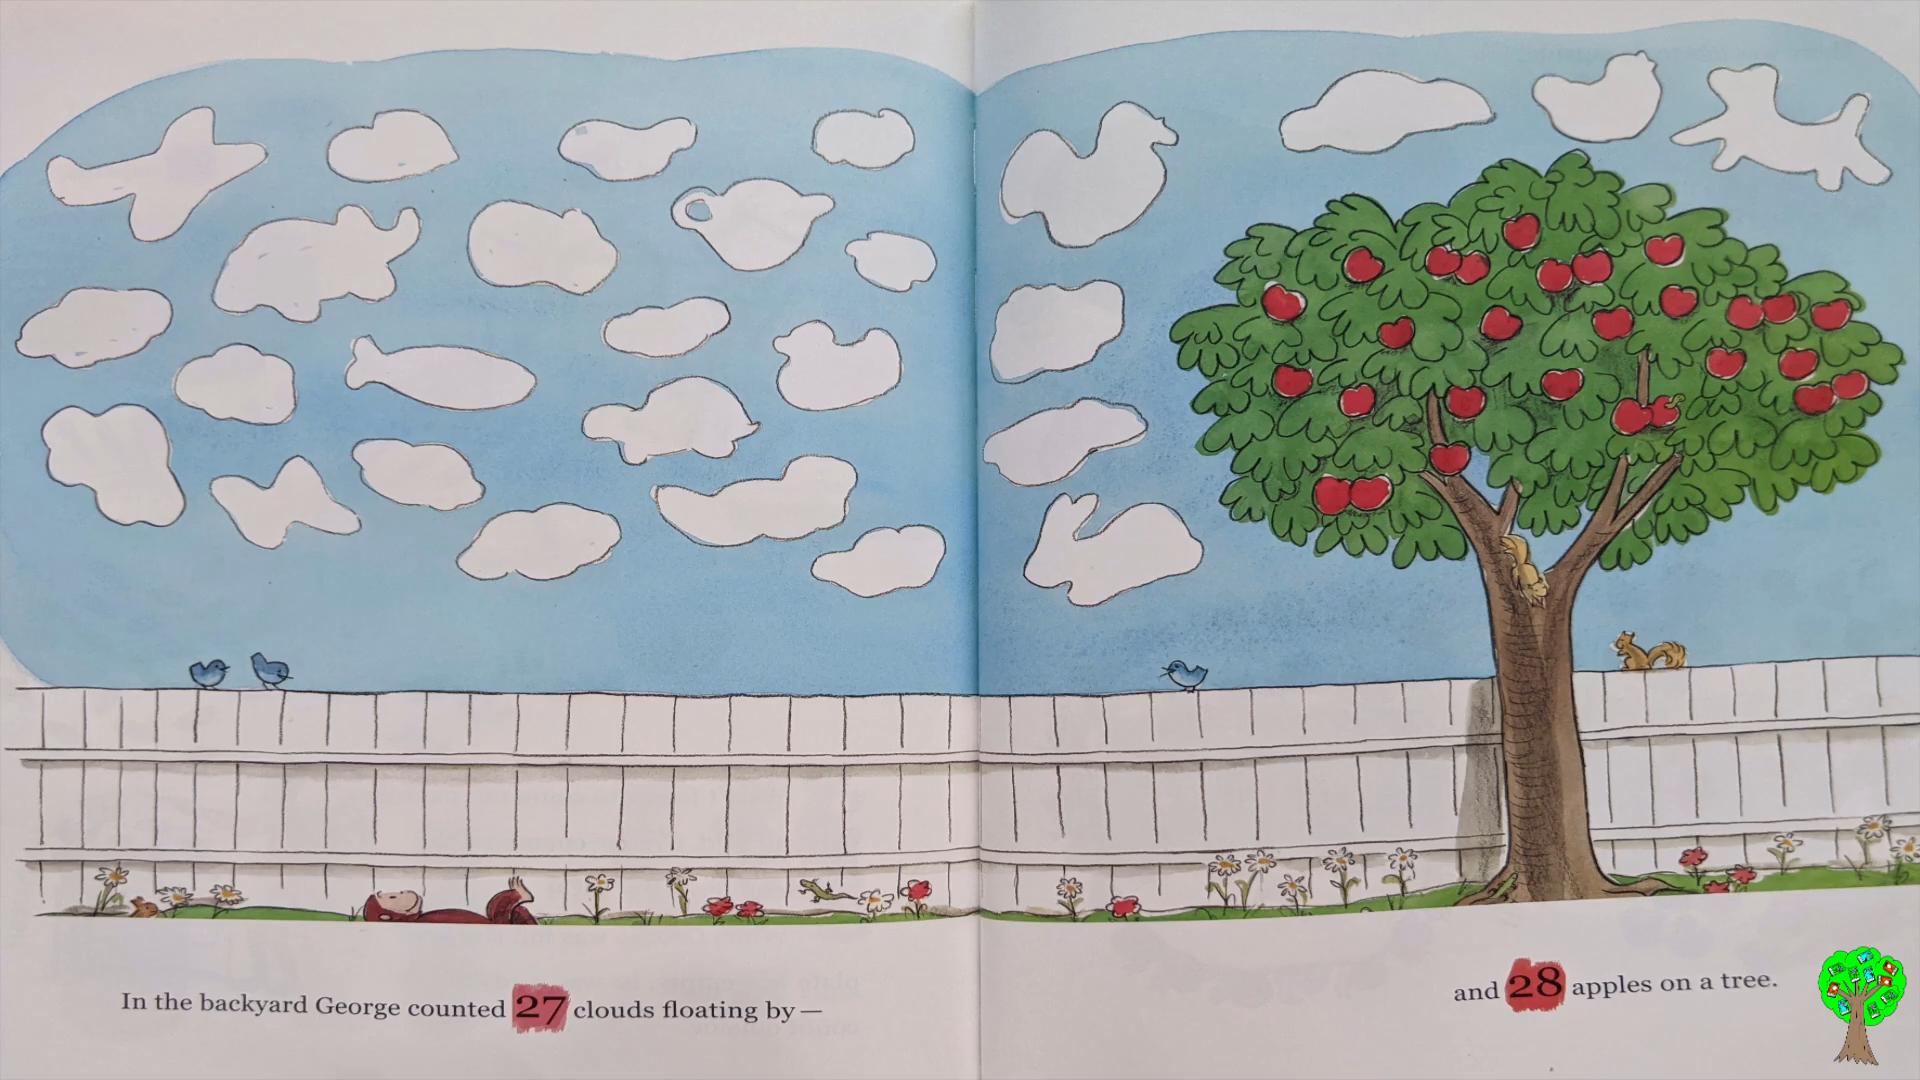 In the backyard George counted 27 clouds floating by—
and 28 apples on a tree.